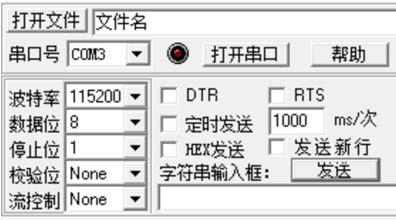 打开文件 文件名
串口号 COM3 打开串口 帮助
波特率 115200 DTR RTS
数据位 8 定时发送 1000 ms/次
停止位 1 HEX发送 发送新行
校验位 None 字符串输入框： 发送
流控制 None